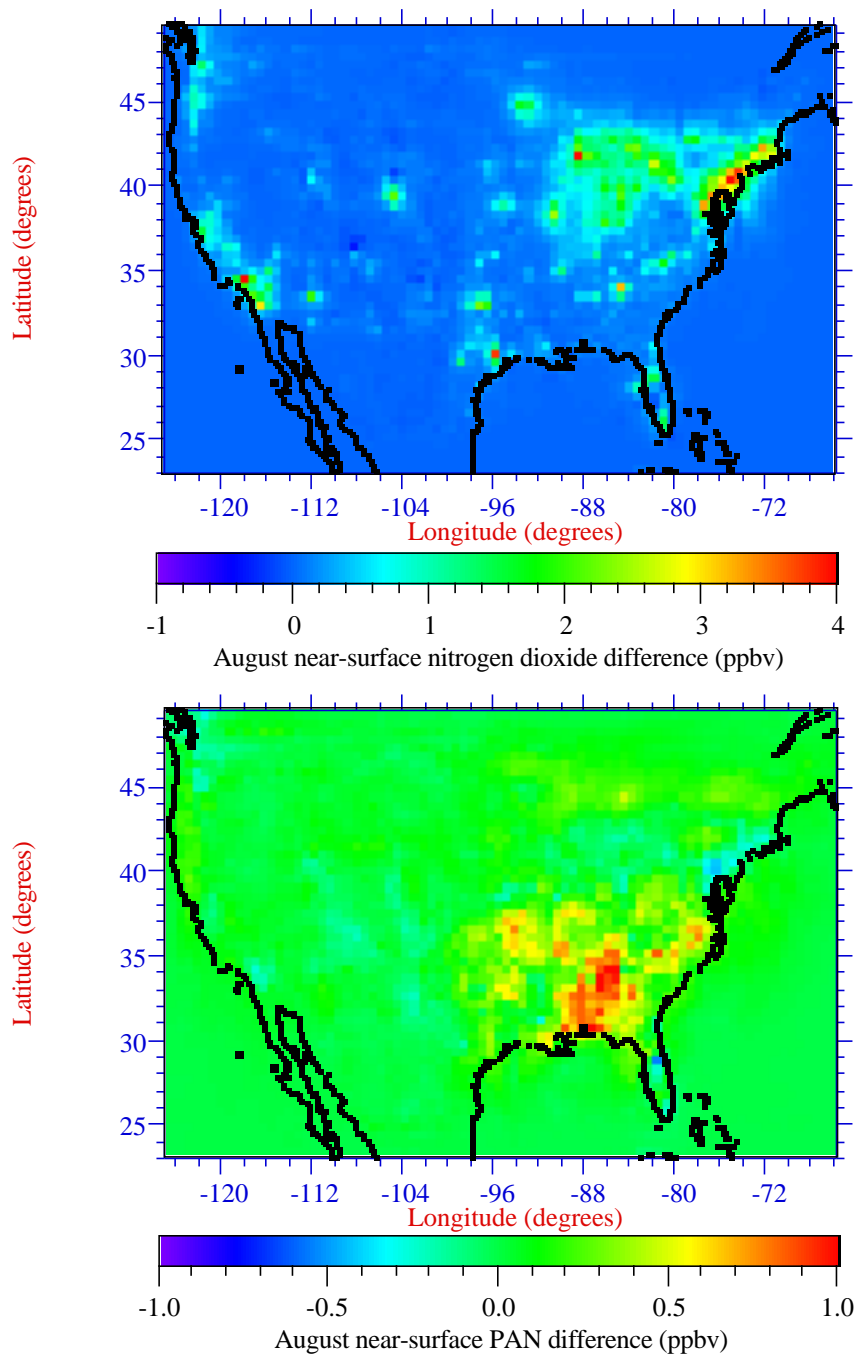 45
40
35
30
25
Latitude (degrees)
-120 -112 -104 -96 -88 -80 -72
Longitude (degrees)
-1 0 1 2 3 4
August near-surface nitrogen dioxide difference (ppbv)
45
40
35
30
25
Latitude (degrees)
-120 -112 -104 -96 -88 -80 -72
Longitude (degrees)
-1.0 -0.5 0.0 0.5 1.0
August near-surface PAN difference (ppbv)